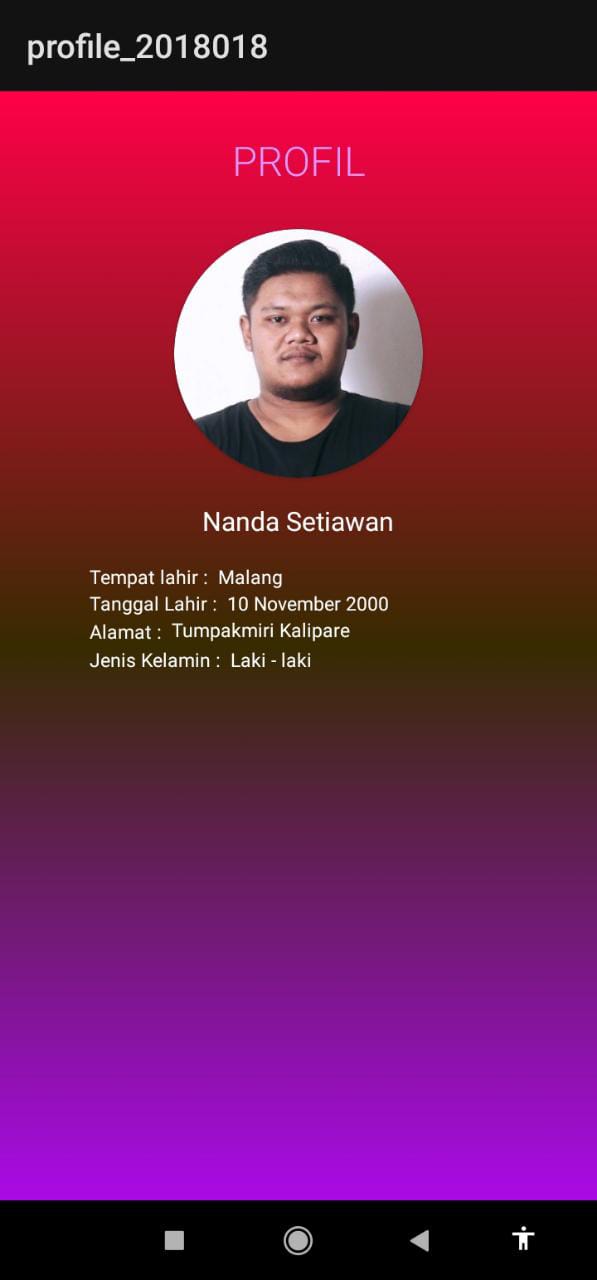 profile_2018018
PROFIL
Nanda Setiawan
Tempat lahir : Malang
Tanggal Lahir : 10 November 2000
Alamat : Tumpakmiri Kalipare
Jenis Kelamin : Laki - laki